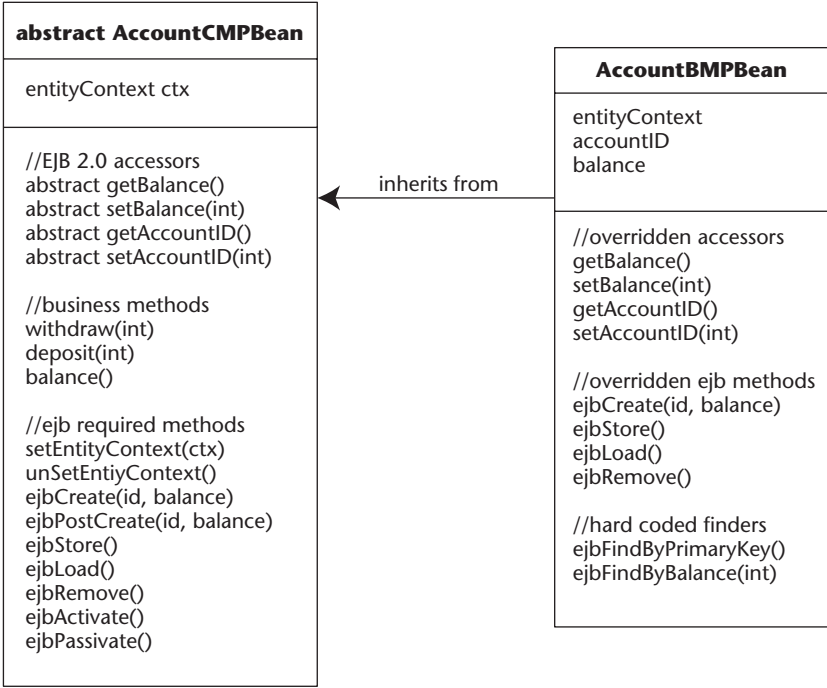 abstract AccountCMPBean
entityContext ctx
//EJB 2.0 accessors
abstract getBalance()
abstract setBalance(int)
abstract getAccountID()
abstract setAccountID(int)
//business methods
withdraw(int)
deposit(int)
balance()
//ejb required methods
setEntityContext(ctx)
unSetEntiyContext()
ejbCreate(id, balance)
ejbPostCreate(id, balance)
ejbStore()
ejbLoad()
ejbRemove()
ejbActivate()
ejbPassivate()
inherits from
AccountBMPBean
entityContext
accountID
balance
//overridden accessors
getBalance()
setBalance(int)
getAccountID()
setAccountID(int)
//overridden ejb methods
ejbCreate(id, balance)
ejbStore()
ejbLoad()
ejbRemove()
//hard coded finders
ejbFindByPrimaryKey()
ejbFindByBalance(int)